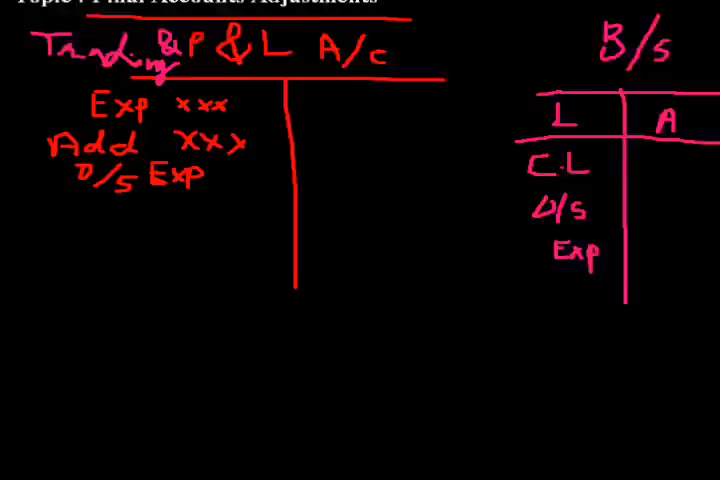 Topic : Final Accounts Adjustments
Trading & P & L A/c
Exp xxx
Add xxx
O/s Exp
B/s
L A
C.L
O/s
Exp